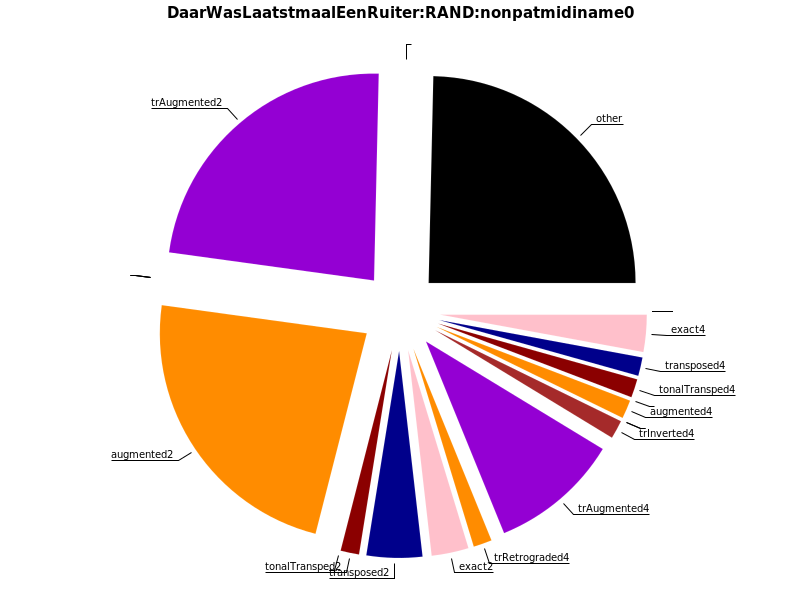 DaarWasLaatstmaalEenRuiter:RAND:nonpatmidiname0
trAugmented2
other
exact4
transposed4
tonalTransped4
augmented4
trInverted4
augmented2
trAugmented4
trRetrograded4
tonalTransped2
transposed2
exact2